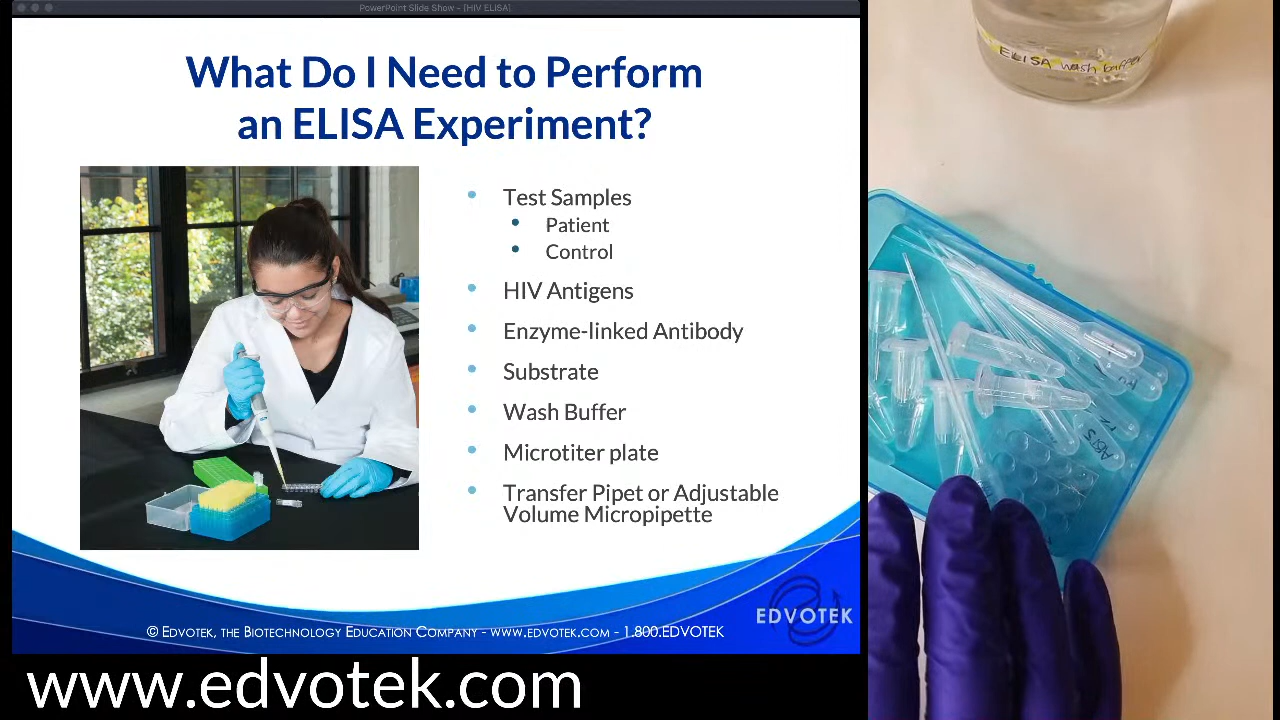 PowerPoint Slide Show - [HIV ELISA]
What Do I Need to Perform
an ELISA Experiment?
• Test Samples
• Patient
• Control
• HIV Antigens
• Enzyme-linked Antibody
• Substrate
• Wash Buffer
• Microtiter plate
• Transfer Pipet or Adjustable
Volume Micropipette
EDVOTEK
© EDVOTEK, THE BIOTECHNOLOGY EDUCATION COMPANY - WWW.EDVOTEK.COM - 1.800.EDVOTEK
www.edvotek.com
ELISA wash buffer
ABTS